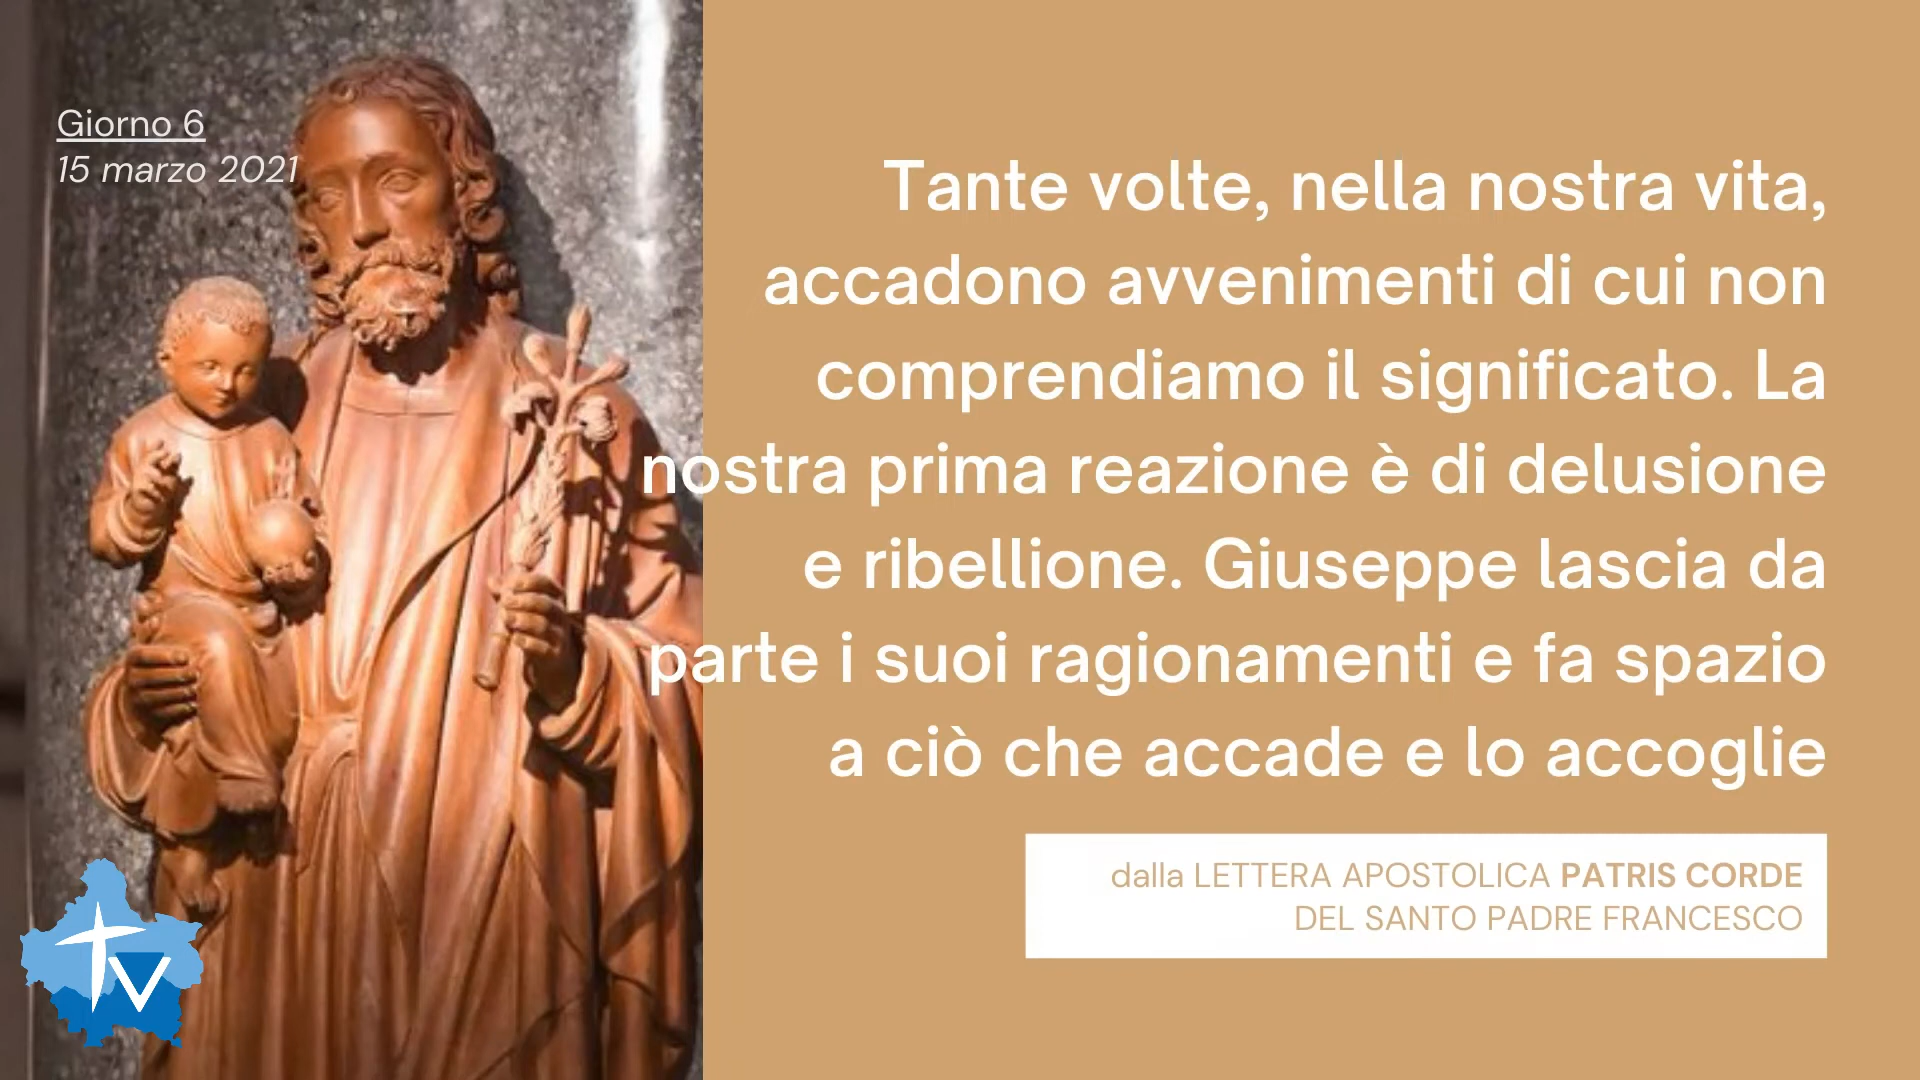 Giorno 6
15 marzo 2021
Tante volte, nella nostra vita,
accadono avvenimenti di cui non
comprendiamo il significato. La
nostra prima reazione è di delusione
e ribellione. Giuseppe lascia da
parte i suoi ragionamenti e fa spazio
a ciò che accade e lo accoglie
dalla LETTERA APOSTOLICA PATRIS CORDE
DEL SANTO PADRE FRANCESCO
tv